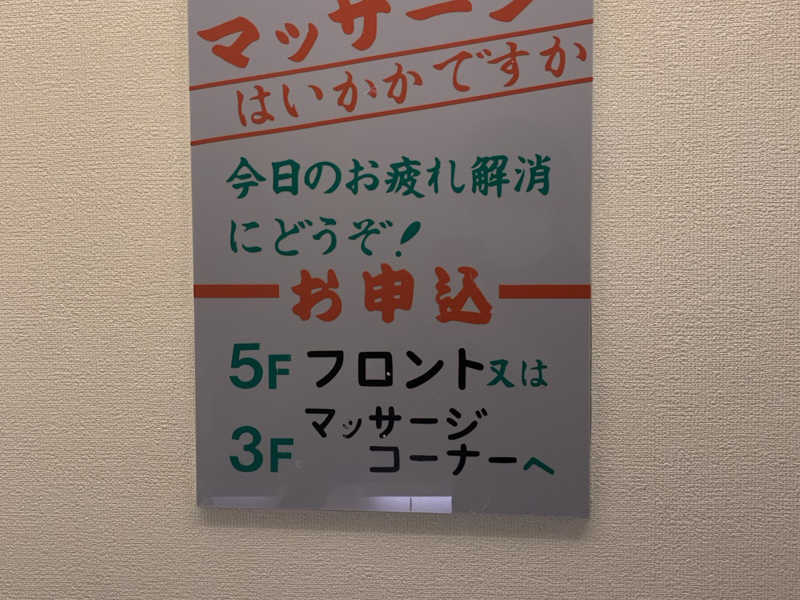 マッサージ
はいかがですか
今日のお疲れ解消
にどうぞ!
お申込
5F フロント又は
3F マッサージ
コーナーへ